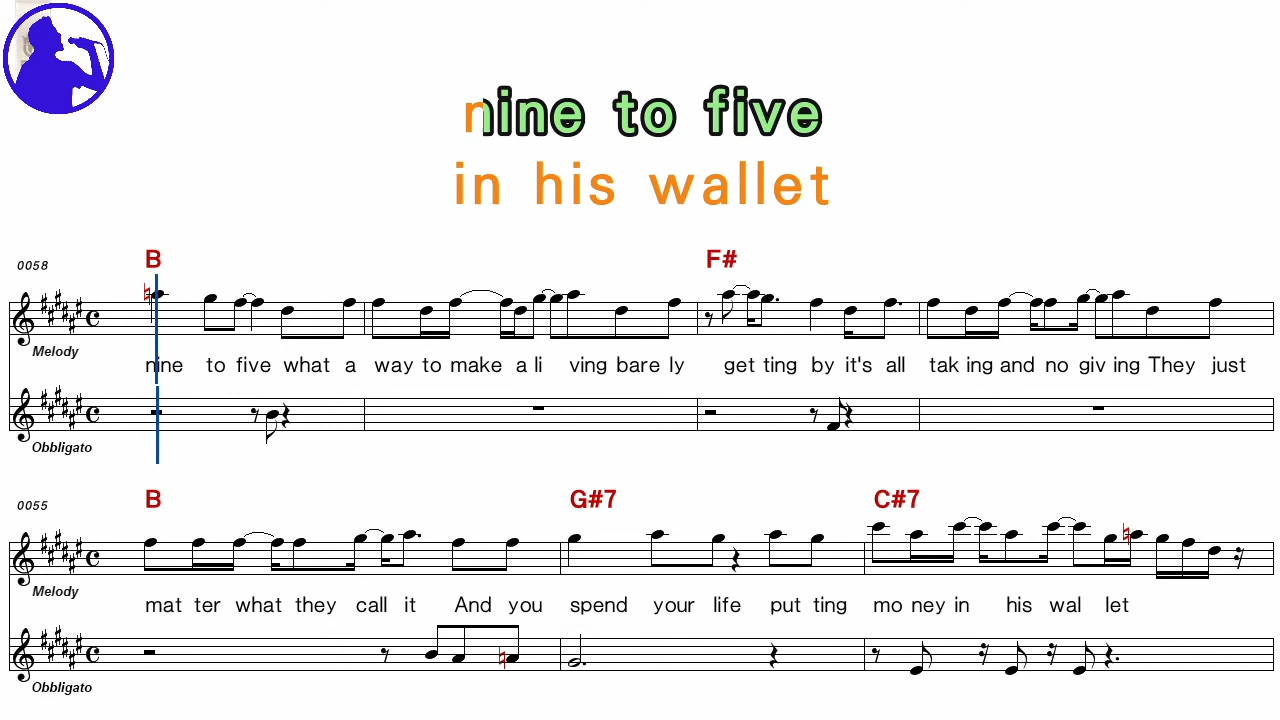 nine to five
in his wallet
B F#
0058
Melody
nine to five what a way to make a li ving bare ly get ting by it's all tak ing and no giv ing They just
Obbligato
B G#7 C#7
0055
Melody
mat ter what they call it And you spend your life put ting mo ney in his wal let
Obbligato